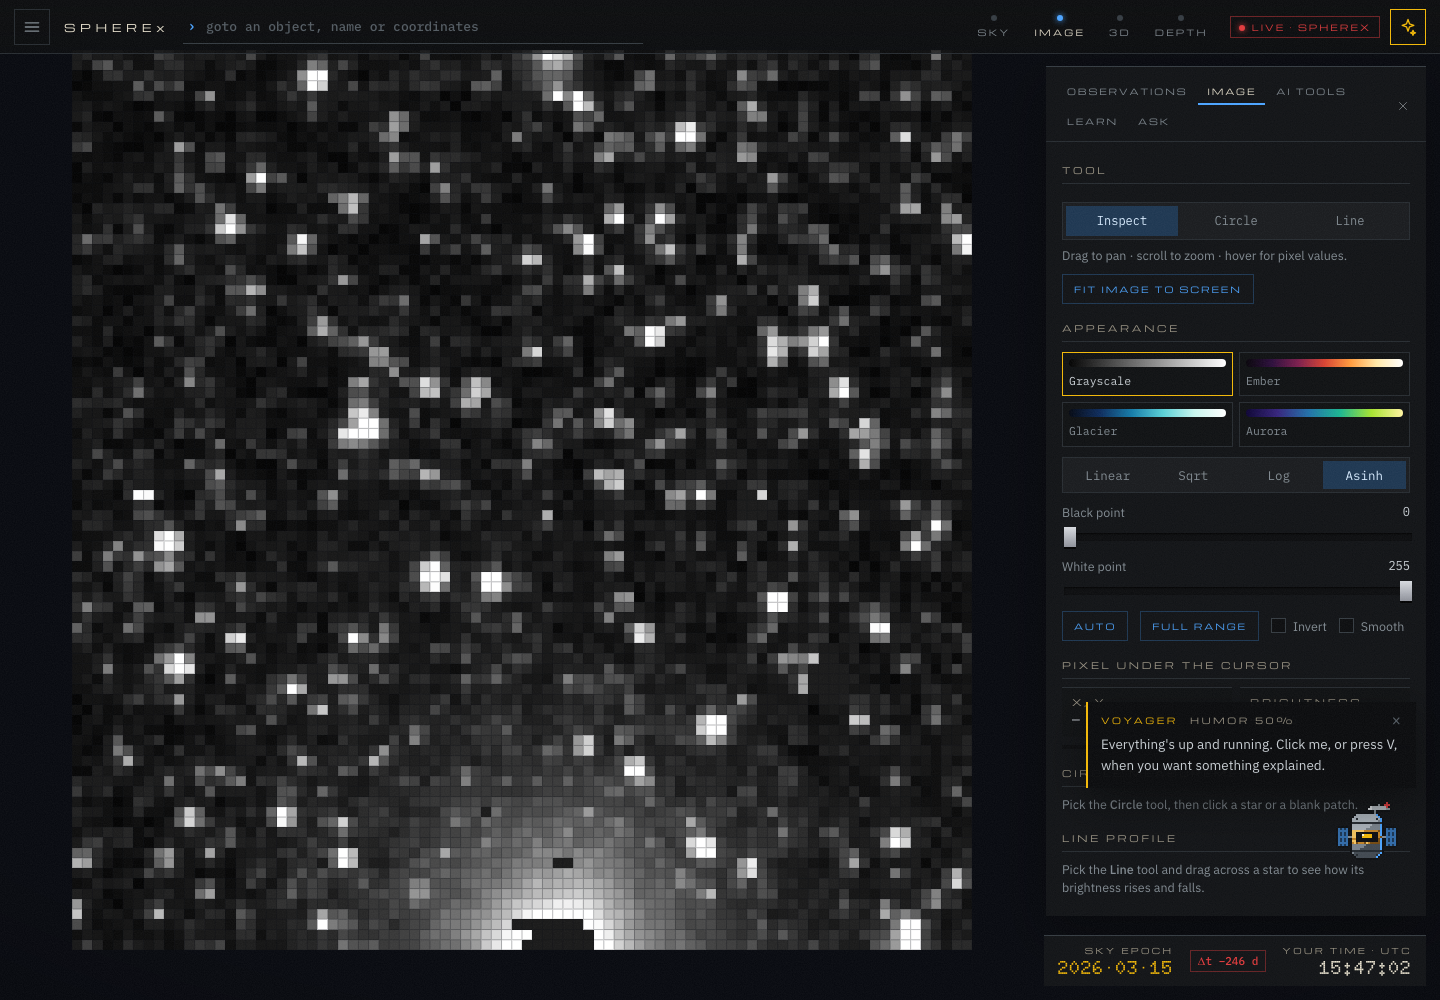 SPHEREx
› goto an object, name or coordinates
SKY
IMAGE
3D
DEPTH
LIVE · SPHEREX
OBSERVATIONS
IMAGE
AI TOOLS
×
LEARN
ASK
TOOL
Inspect
Circle
Line
Drag to pan · scroll to zoom · hover for pixel values.
FIT IMAGE TO SCREEN
APPEARANCE
Grayscale
Ember
Glacier
Aurora
Linear
Sqrt
Log
Asinh
Black point
0
White point
255
AUTO
FULL RANGE
Invert
Smooth
PIXEL UNDER THE CURSOR
X, Y
BRIGHTNESS
–
VOYAGER HUMOR 50%
×
Everything's up and running. Click me, or press V,
when you want something explained.
CIR
Pick the Circle tool, then click a star or a blank patch.
LINE PROFILE
Pick the Line tool and drag across a star to see how its
brightness rises and falls.
SKY EPOCH
2026·03·15
Δt −246 d
YOUR TIME · UTC
15:47:02